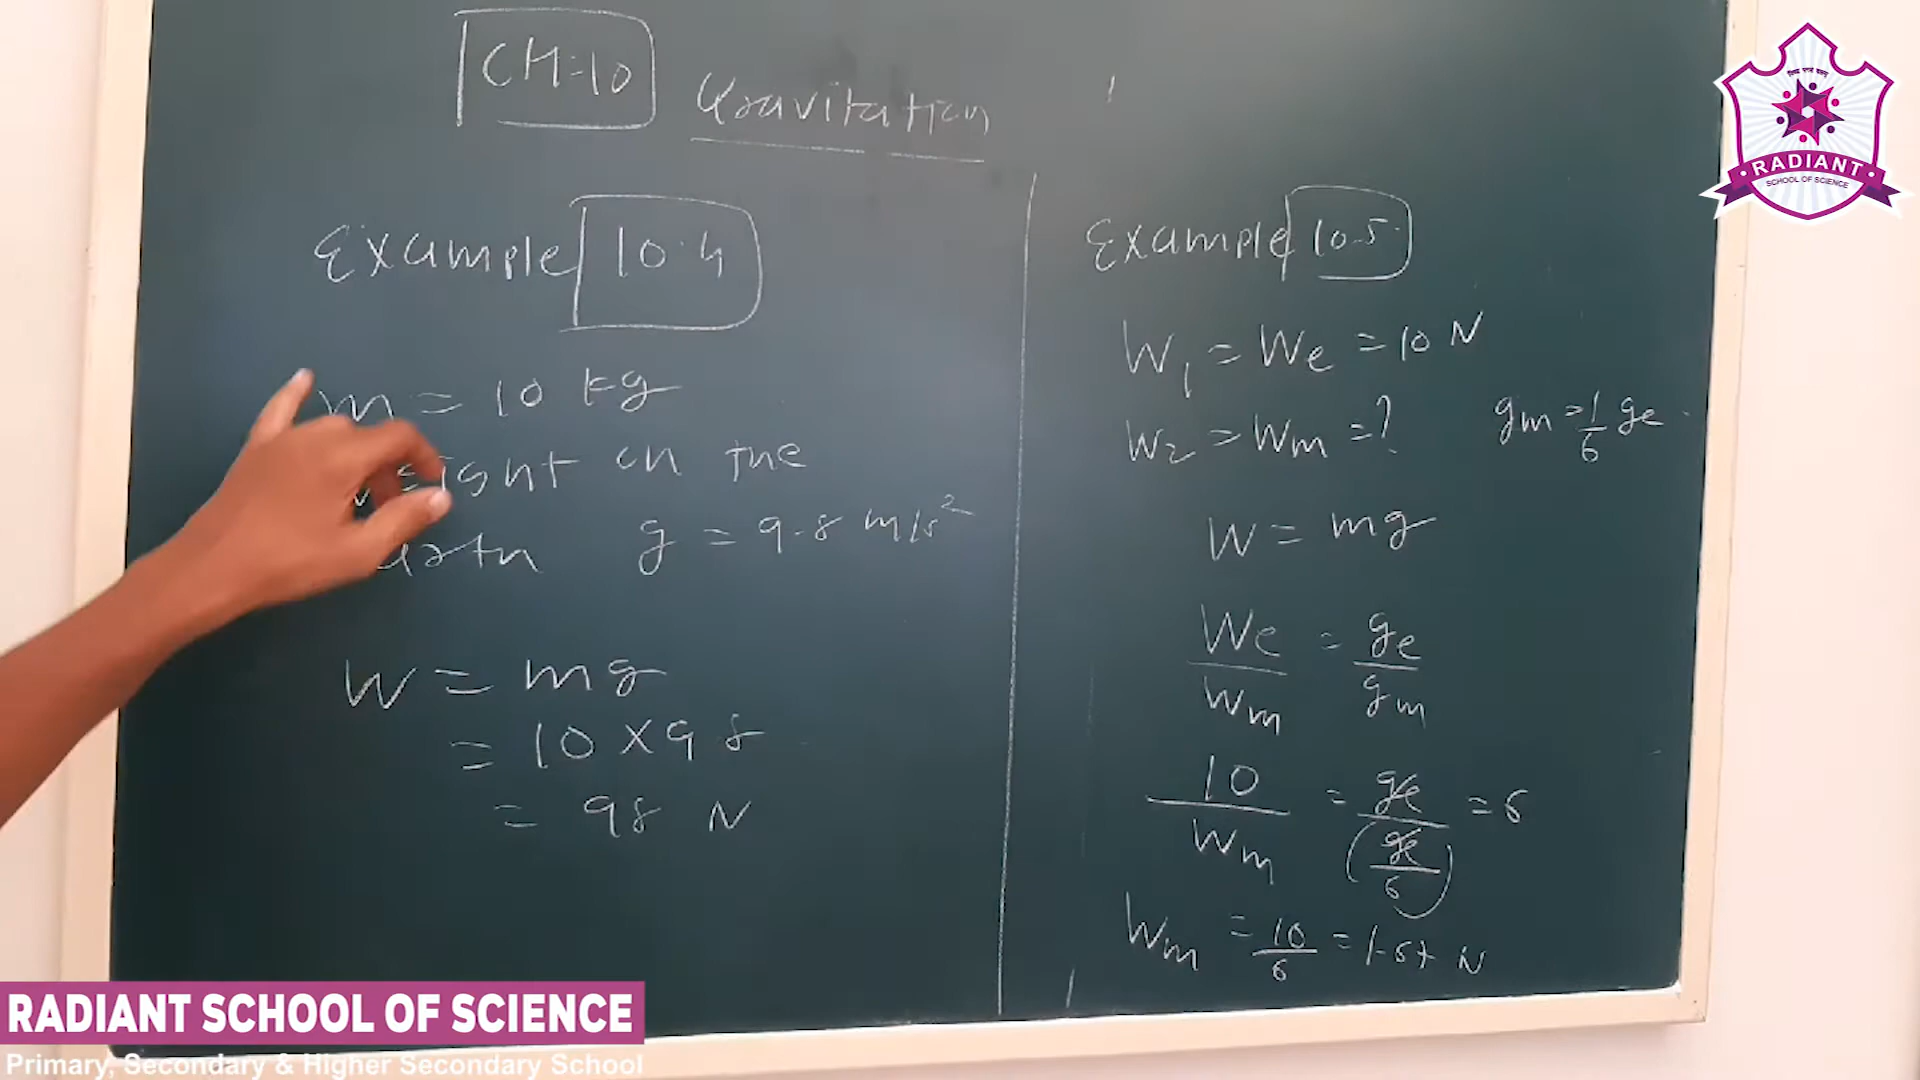 CH=10 Gravitation
Example 10.4
m = 10 kg
on the
g = 9.8 m/s²
W = mg
= 10 × 9 8
= 98 N
Example 10.5
W₁ = We = 10 N
W₂ = Wm = ? gm = 1/6 ge
W = mg
We/Wm = ge/gm
10/Wm = ge/(ge/6) = 6
Wm = 10/6 = 1.67 N
RADIANT
SCHOOL OF SCIENCE
RADIANT SCHOOL OF SCIENCE
Primary, Secondary & Higher Secondary School